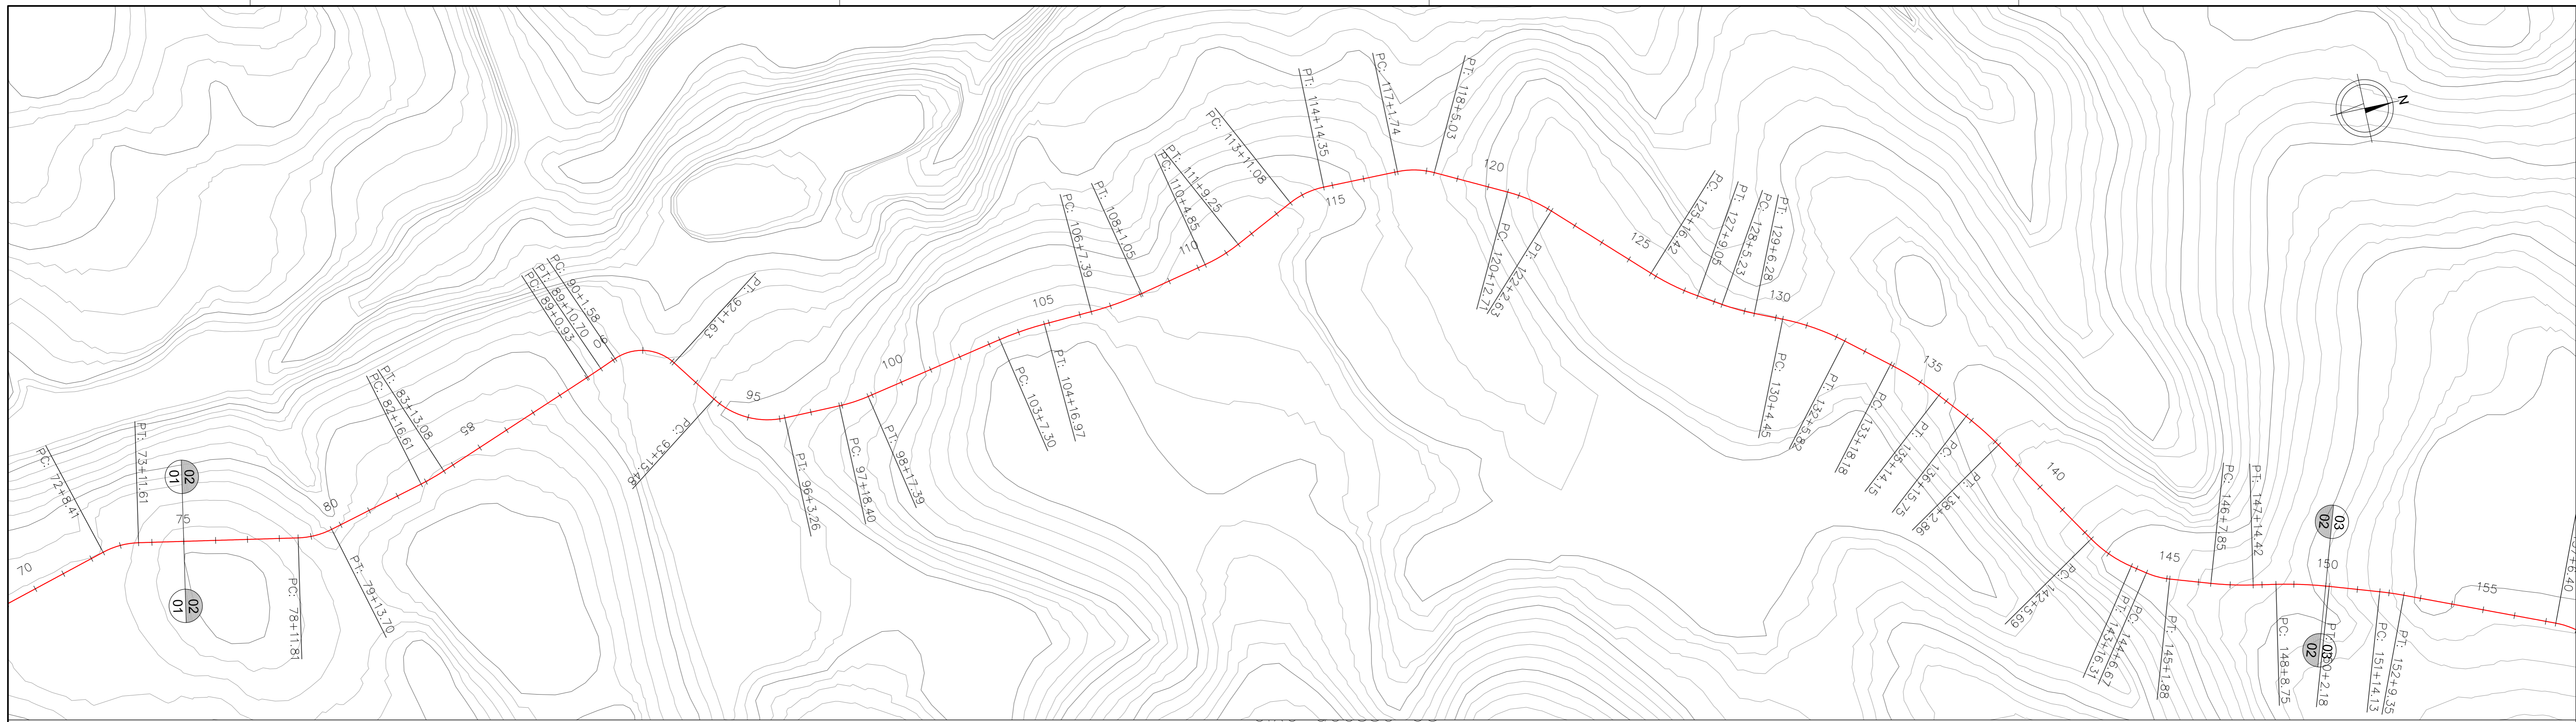 70
PC: 72+8.41
PT: 73+11.61
01 02
75
01 02
PC: 78+11.81
80
PT: 79+13.70
PC: 82+16.61
PT: 83+13.08
85
PC: 89+0.93
PT: 89+10.70
90
PC: 90+1.58
PT: 92+1.63
PC: 93+15.48
95
PT: 96+3.26
PC: 97+18.40
PT: 98+17.39
100
PC: 103+7.30
PT: 104+16.97
105
PC: 106+7.39
PT: 108+1.05
PC: 110+4.85
110
PT: 111+9.25
PC: 113+11.08
PT: 114+14.35
115
PC: 117+1.74
PT: 118+5.03
120
PC: 120+12.71
PT: 122+2.63
125
PC: 125+16.42
PT: 127+9.05
PC: 128+5.23
PT: 129+6.28
130
PC: 130+4.45
PT: 132+5.82
PC: 133+18.18
135
PT: 135+14.15
PC: 136+15.75
PT: 138+2.86
140
PC: 142+5.69
PT: 143+16.31
PC: 144+6.67
145
PT: 145+1.88
PC: 146+7.85
PT: 147+14.42
PC: 148+8.75
02 03
150
02 03
PC: 151+14.13
PT: 152+9.35
155
N